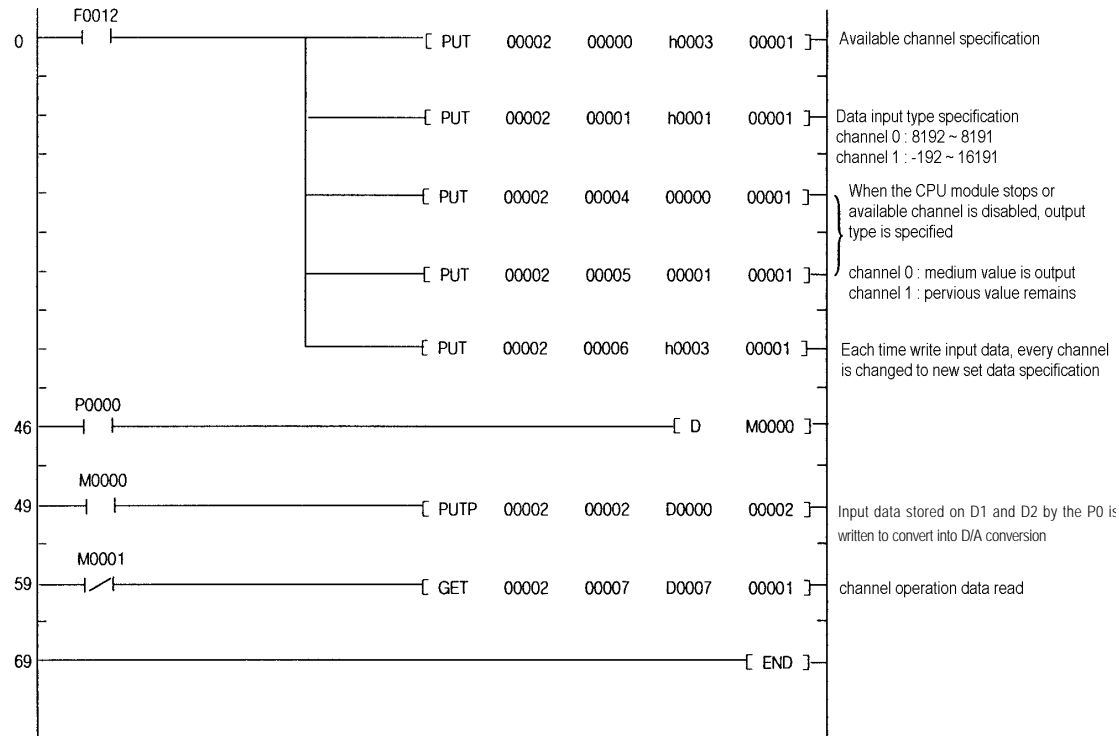 F0012
0 [ PUT 00002 00000 h0003 00001 ] Available channel specification
[ PUT 00002 00001 h0001 00001 ] Data input type specification
channel 0 : 8192 ~ 8191
channel 1 : -192 ~ 16191
[ PUT 00002 00004 00000 00001 ] When the CPU module stops or
available channel is disabled, output
type is specified
[ PUT 00002 00005 00001 00001 ] channel 0 : medium value is output
channel 1 : pervious value remains
[ PUT 00002 00006 h0003 00001 ] Each time write input data, every channel
is changed to new set data specification
P0000
46 [ D M0000 ]
M0000
49 [ PUTP 00002 00002 D0000 00002 ] Input data stored on D1 and D2 by the P0 is
written to convert into D/A conversion
M0001
59 [ GET 00002 00007 D0007 00001 ] channel operation data read
69 [ END ]